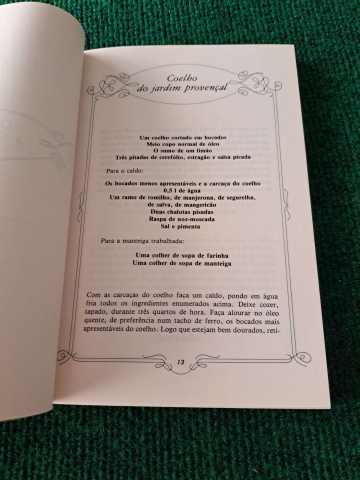 Coelho
do jardim provençal
Um coelho cortado em bocados
Meio copo normal de óleo
O sumo de um limão
Três pitadas de cerefólio, estragão e salsa picada
Para o caldo:
Os bocados menos apresentáveis e a carcaça do coelho
0,5 l de água
Um ramo de tomilho, de manjerona, de segurelha,
de salva, de mangericão
Duas chalotas pisadas
Raspa de noz-moscada
Sal e pimenta
Para a manteiga trabalhada:
Uma colher de sopa de farinha
Uma colher de sopa de manteiga
Com as carcaças do coelho faça um caldo, pondo em água
fria todos os ingredientes enumerados acima. Deixe cozer,
tapado, durante três quartos de hora. Faça alourar no óleo
quente, de preferência num tacho de ferro, os bocados mais
apresentáveis do coelho. Logo que estejam bem dourados, reti-
13